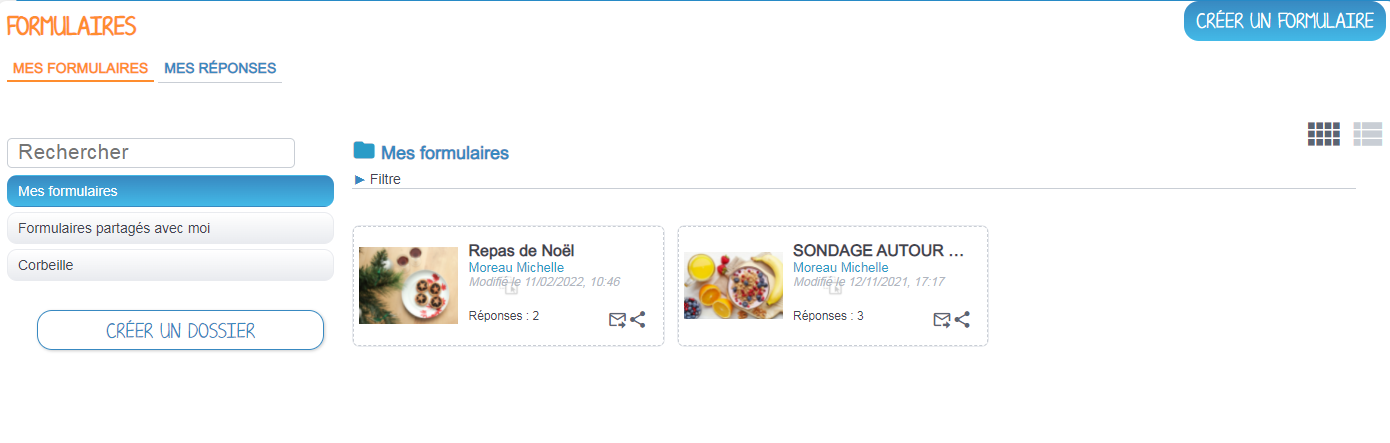 FORMULAIRES
CRÉER UN FORMULAIRE
MES FORMULAIRES MES RÉPONSES
Rechercher
Mes formulaires
Formulaires partagés avec moi
Corbeille
CRÉER UN DOSSIER
Mes formulaires
Filtre
Repas de Noël
Moreau Michelle
Modifié le 11/02/2022, 10:46
Réponses : 2
SONDAGE AUTOUR ...
Moreau Michelle
Modifié le 12/11/2021, 17:17
Réponses : 3